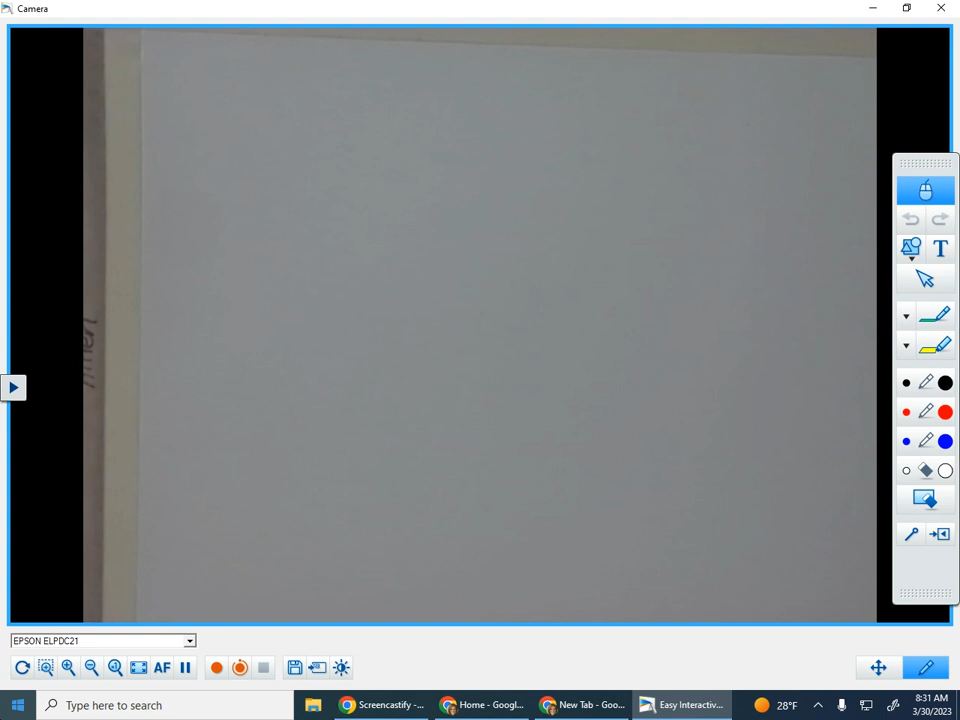 Camera
T
EPSON ELPDC21
AF
Type here to search
Screencastify -...
Home - Googl...
New Tab - Goo...
Easy Interactiv...
28°F
8:31 AM
3/30/2023